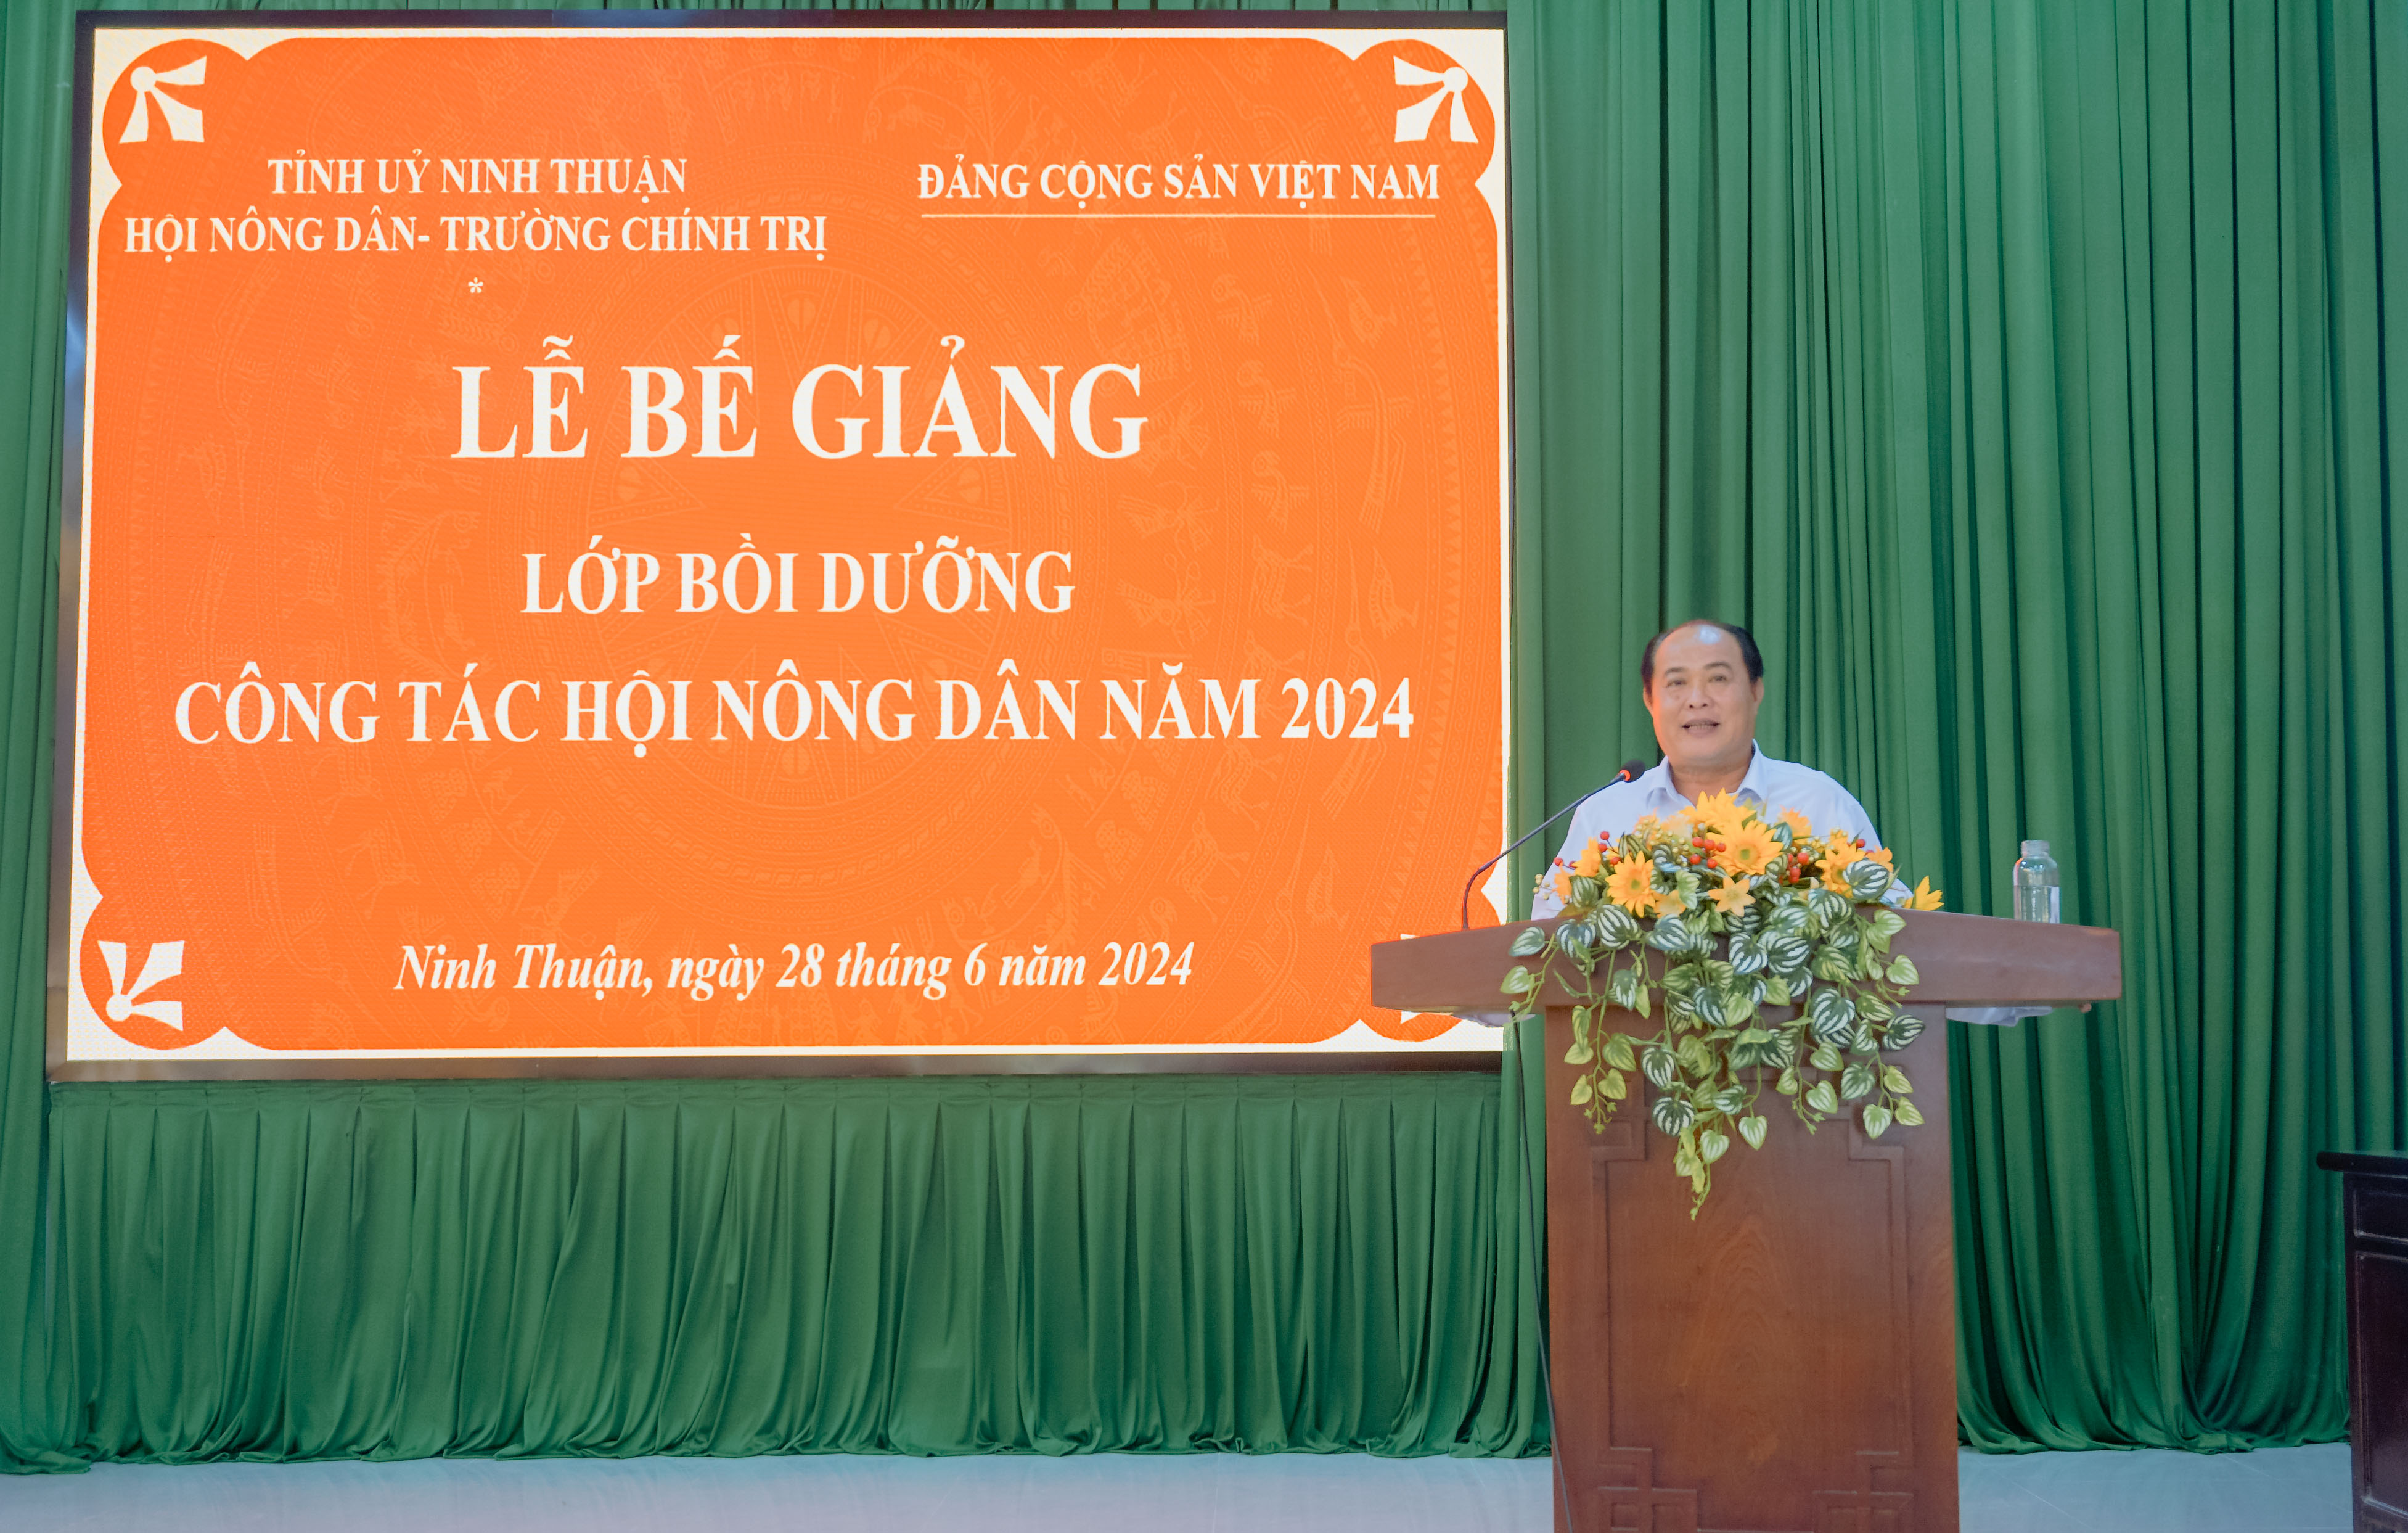 TỈNH UỶ NINH THUẬN
HỘI NÔNG DÂN- TRƯỜNG CHÍNH TRỊ
*
ĐẢNG CỘNG SẢN VIỆT NAM
LỄ BẾ GIẢNG
LỚP BỒI DƯỠNG
CÔNG TÁC HỘI NÔNG DÂN NĂM 2024
Ninh Thuận, ngày 28 tháng 6 năm 2024